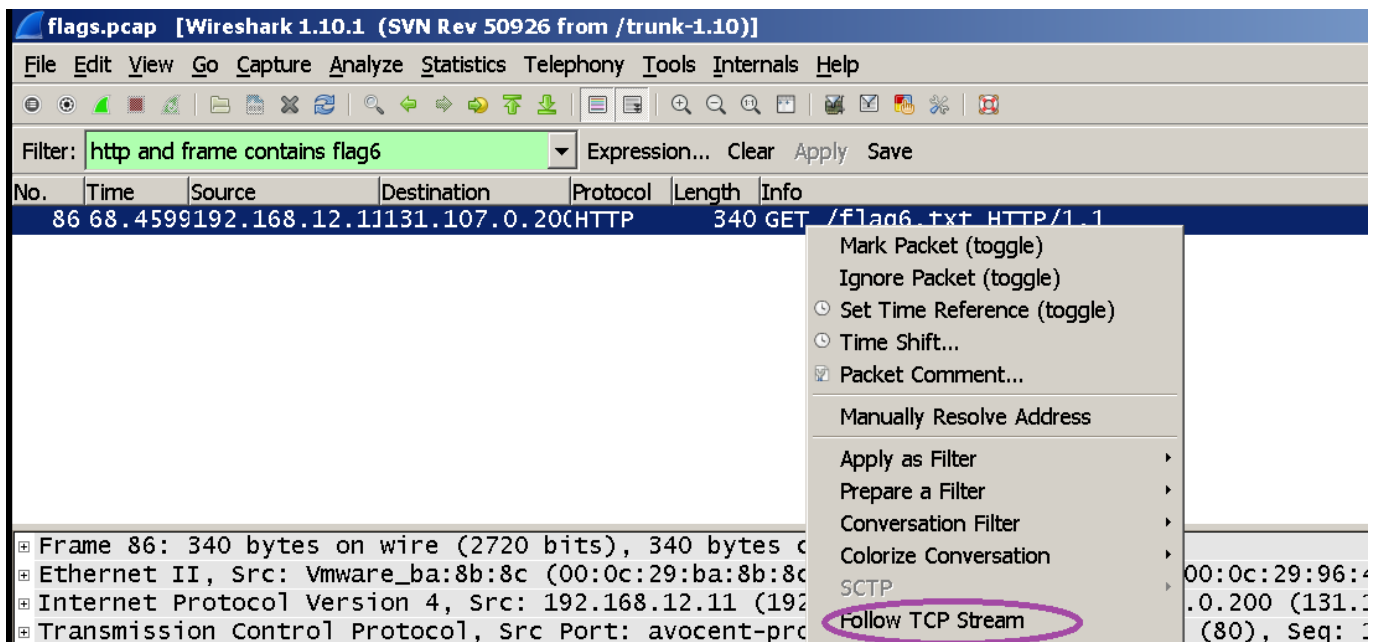 flags.pcap [Wireshark 1.10.1 (SVN Rev 50926 from /trunk-1.10)]
File Edit View Go Capture Analyze Statistics Telephony Tools Internals Help
Filter: http and frame contains flag6 Expression... Clear Apply Save
No. Time Source Destination Protocol Length Info
86 68.4599 192.168.12.11 131.107.0.200 HTTP 340 GET /flag6.txt HTTP/1.1
Mark Packet (toggle)
Ignore Packet (toggle)
Set Time Reference (toggle)
Time Shift...
Packet Comment...
Manually Resolve Address
Apply as Filter
Prepare a Filter
Conversation Filter
Colorize Conversation
SCTP
Follow TCP Stream
Frame 86: 340 bytes on wire (2720 bits), 340 bytes c
Ethernet II, Src: Vmware_ba:8b:8c (00:0c:29:ba:8b:8c 00:0c:29:96:4
Internet Protocol Version 4, Src: 192.168.12.11 (192 .0.200 (131.1
Transmission Control Protocol, Src Port: avocent-pro (80), Seq: 1